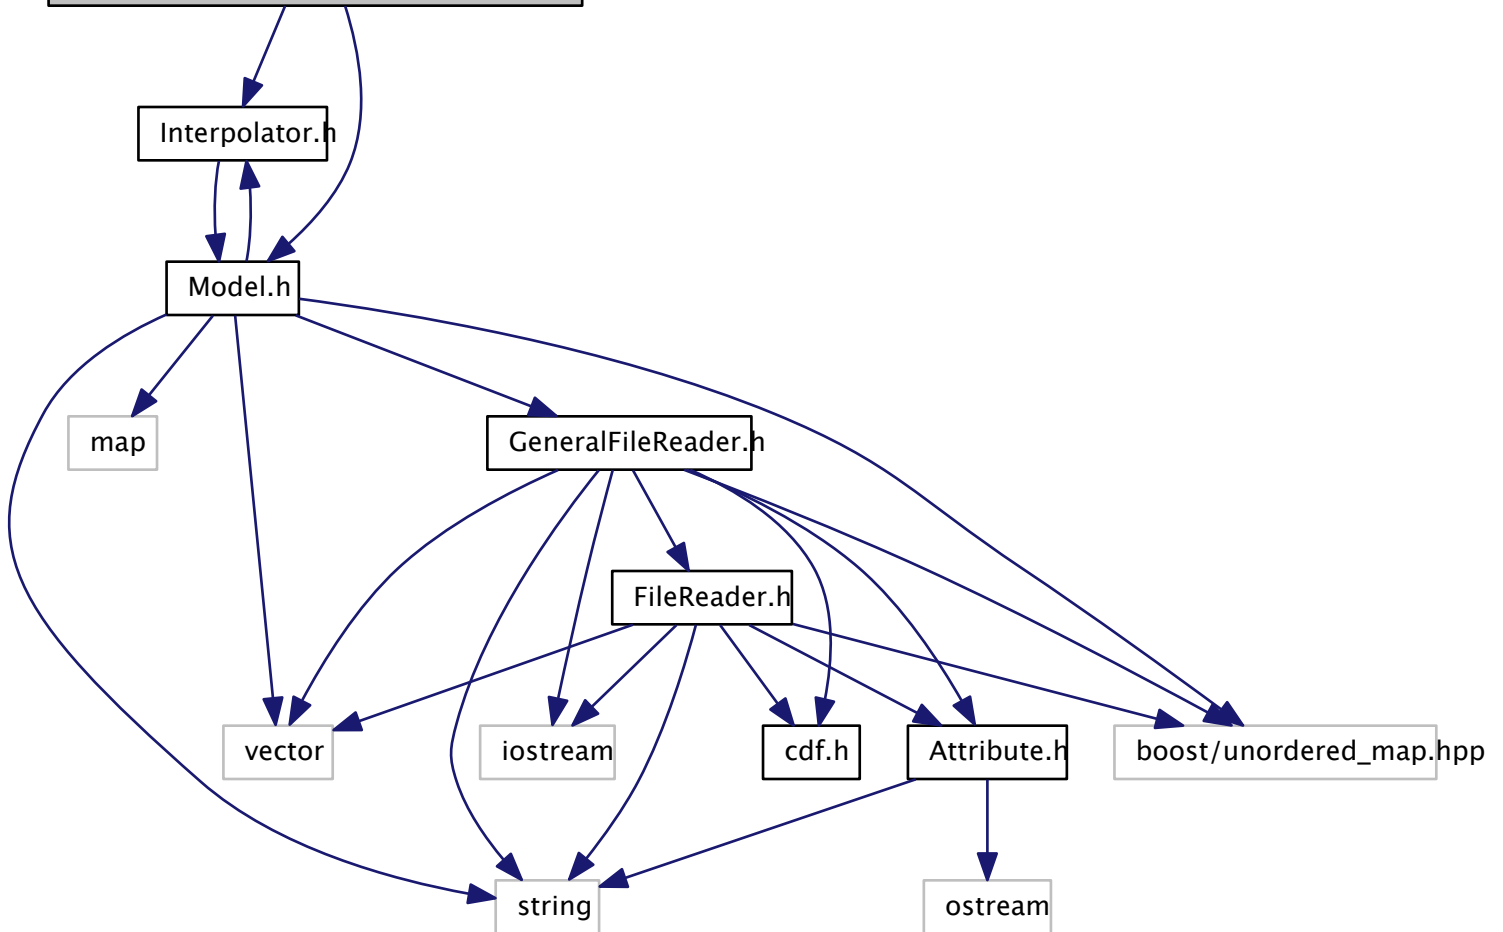 Interpolator.h
Model.h
map
GeneralFileReader.h
FileReader.h
vector
iostream
cdf.h
Attribute.h
boost/unordered_map.hpp
string
ostream